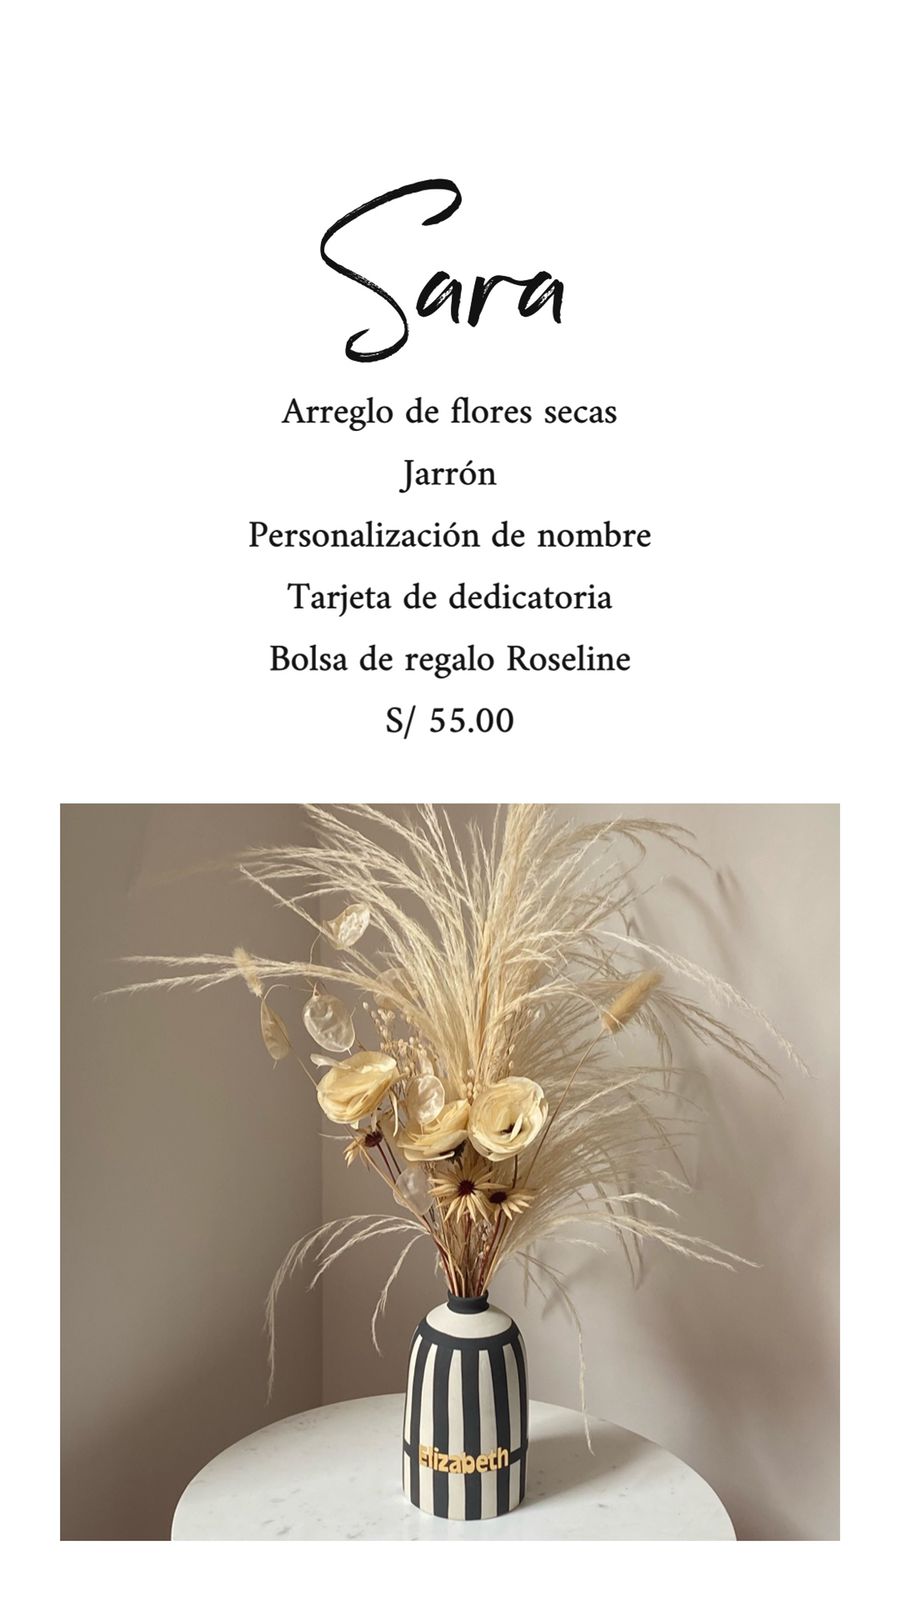 Sara
Arreglo de flores secas
Jarrón
Personalización de nombre
Tarjeta de dedicatoria
Bolsa de regalo Roseline
S/ 55.00
Elizabeth